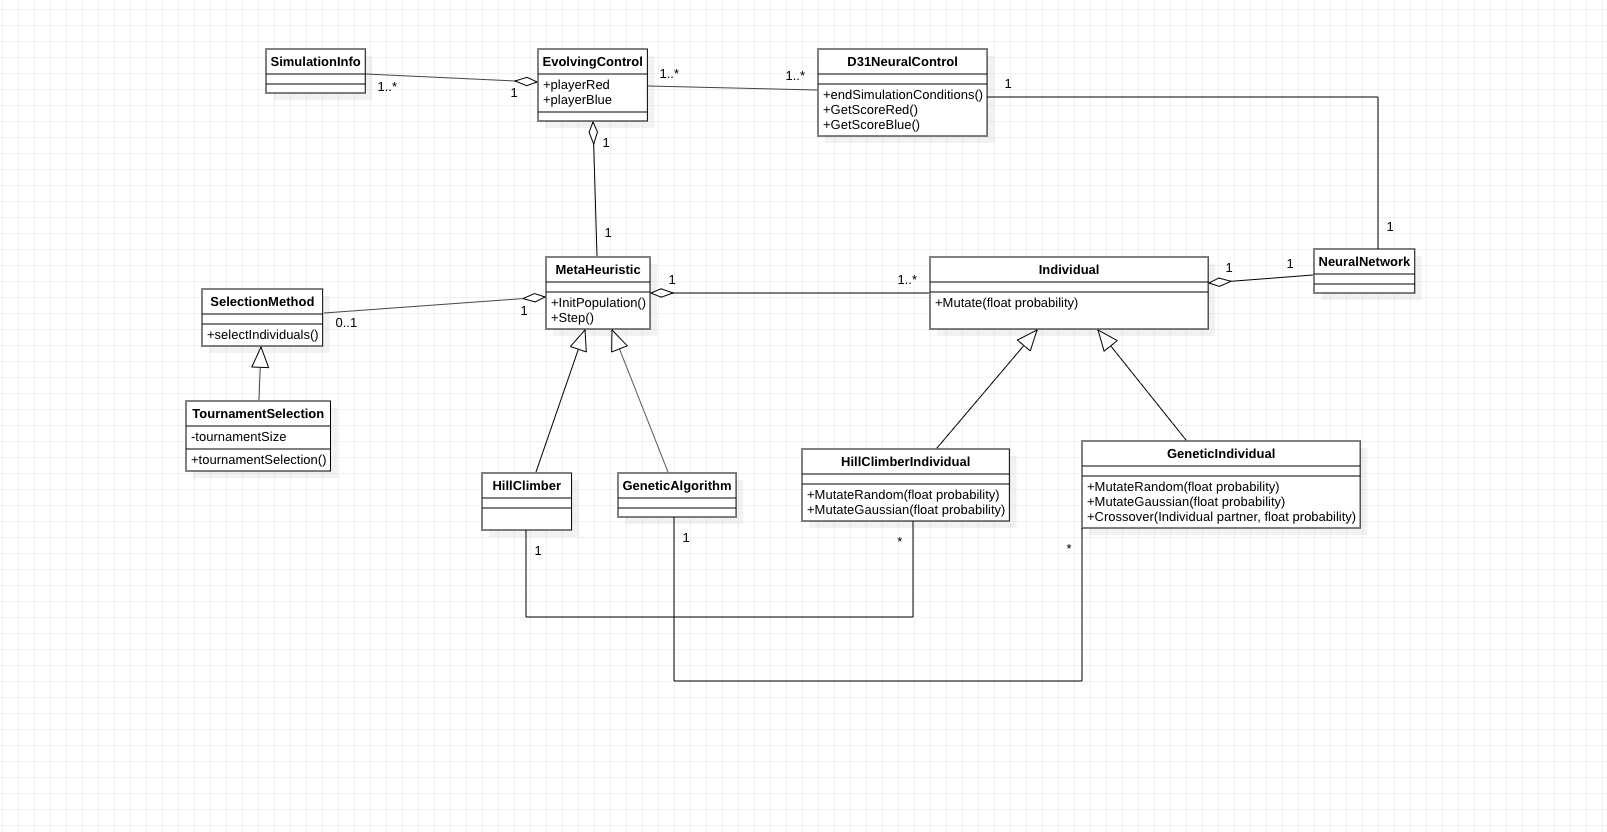 SimulationInfo
1..*
1
EvolvingControl
+playerRed
+playerBlue
1
1..*
1..*
D31NeuralControl
+endSimulationConditions()
+GetScoreRed()
+GetScoreBlue()
1
1
1
SelectionMethod
+selectIndividuals()
0..1
1
MetaHeuristic
+InitPopulation()
+Step()
1
1..*
Individual
+Mutate(float probability)
1
1
NeuralNetwork
TournamentSelection
-tournamentSize
+tournamentSelection()
HillClimber
1
GeneticAlgorithm
1
HillClimberIndividual
+MutateRandom(float probability)
+MutateGaussian(float probability)
*
GeneticIndividual
+MutateRandom(float probability)
+MutateGaussian(float probability)
+Crossover(Individual partner, float probability)
*